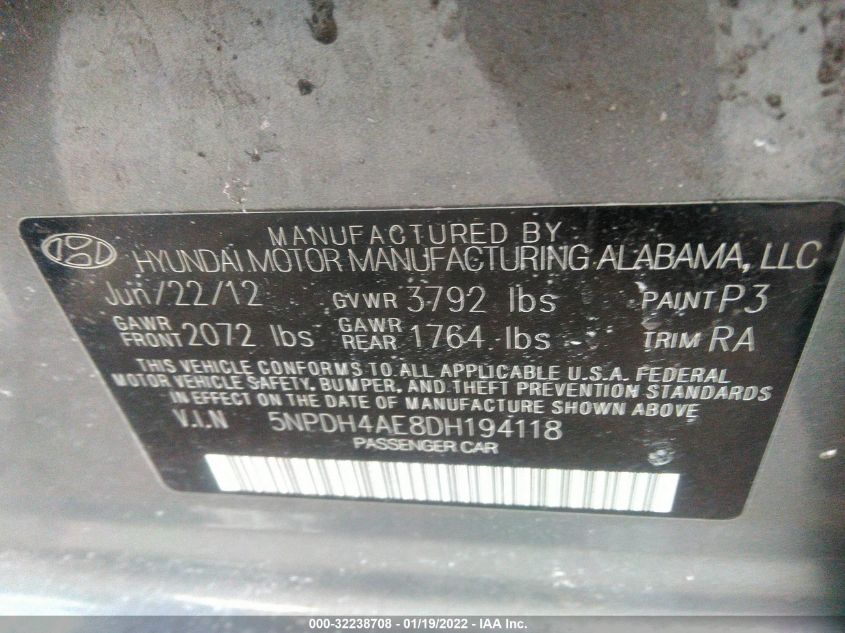 MANUFACTURED BY
HYUNDAI MOTOR MANUFACTURING ALABAMA, LLC
Jun/22/12 GVWR 3792 lbs PAINT P3
GAWR FRONT 2072 lbs GAWR REAR 1764 lbs TRIM RA
THIS VEHICLE CONFORMS TO ALL APPLICABLE U.S.A. FEDERAL
MOTOR VEHICLE SAFETY, BUMPER, AND THEFT PREVENTION STANDARDS
IN EFFECT ON THE DATE OF MANUFACTURE SHOWN ABOVE
V.I.N 5NPDH4AE8DH194118
PASSENGER CAR
000-32238708 - 01/19/2022 - IAA Inc.